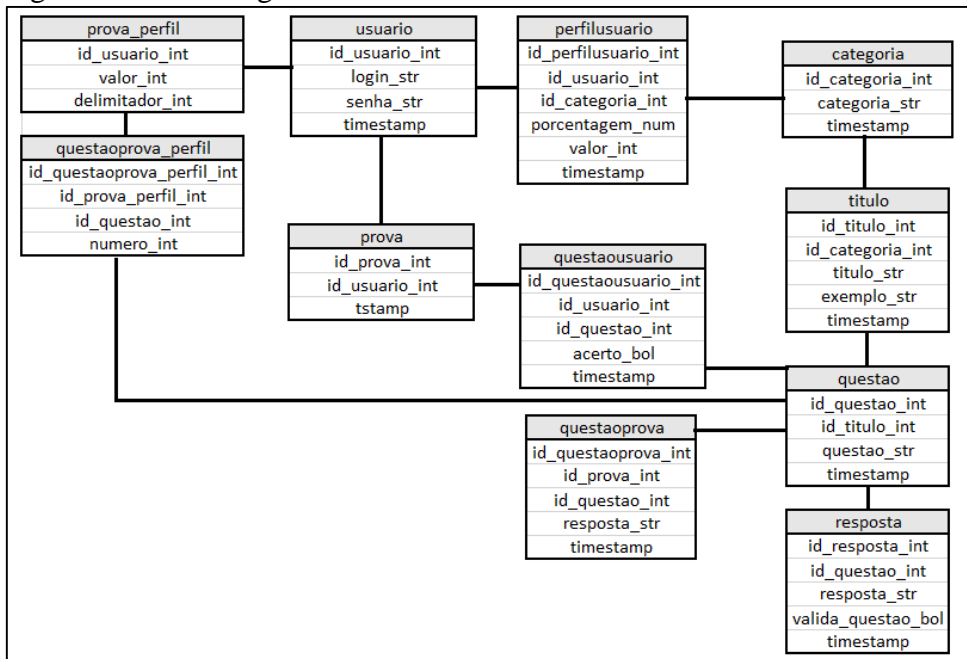 prova_perfil
id_usuario_int
valor_int
delimitador_int
usuario
id_usuario_int
login_str
senha_str
timestamp
perfilusuario
id_perfilusuario_int
id_usuario_int
id_categoria_int
porcentagem_num
valor_int
timestamp
categoria
id_categoria_int
categoria_str
timestamp
questaoprova_perfil
id_questaoprova_perfil_int
id_prova_perfil_int
id_questao_int
numero_int
prova
id_prova_int
id_usuario_int
tstamp
questaousuario
id_questaousuario_int
id_usuario_int
id_questao_int
acerto_bol
timestamp
titulo
id_titulo_int
id_categoria_int
titulo_str
exemplo_str
timestamp
questaoprova
id_questaoprova_int
id_prova_int
id_questao_int
resposta_str
timestamp
questao
id_questao_int
id_titulo_int
questao_str
timestamp
resposta
id_resposta_int
id_questao_int
resposta_str
valida_questao_bol
timestamp